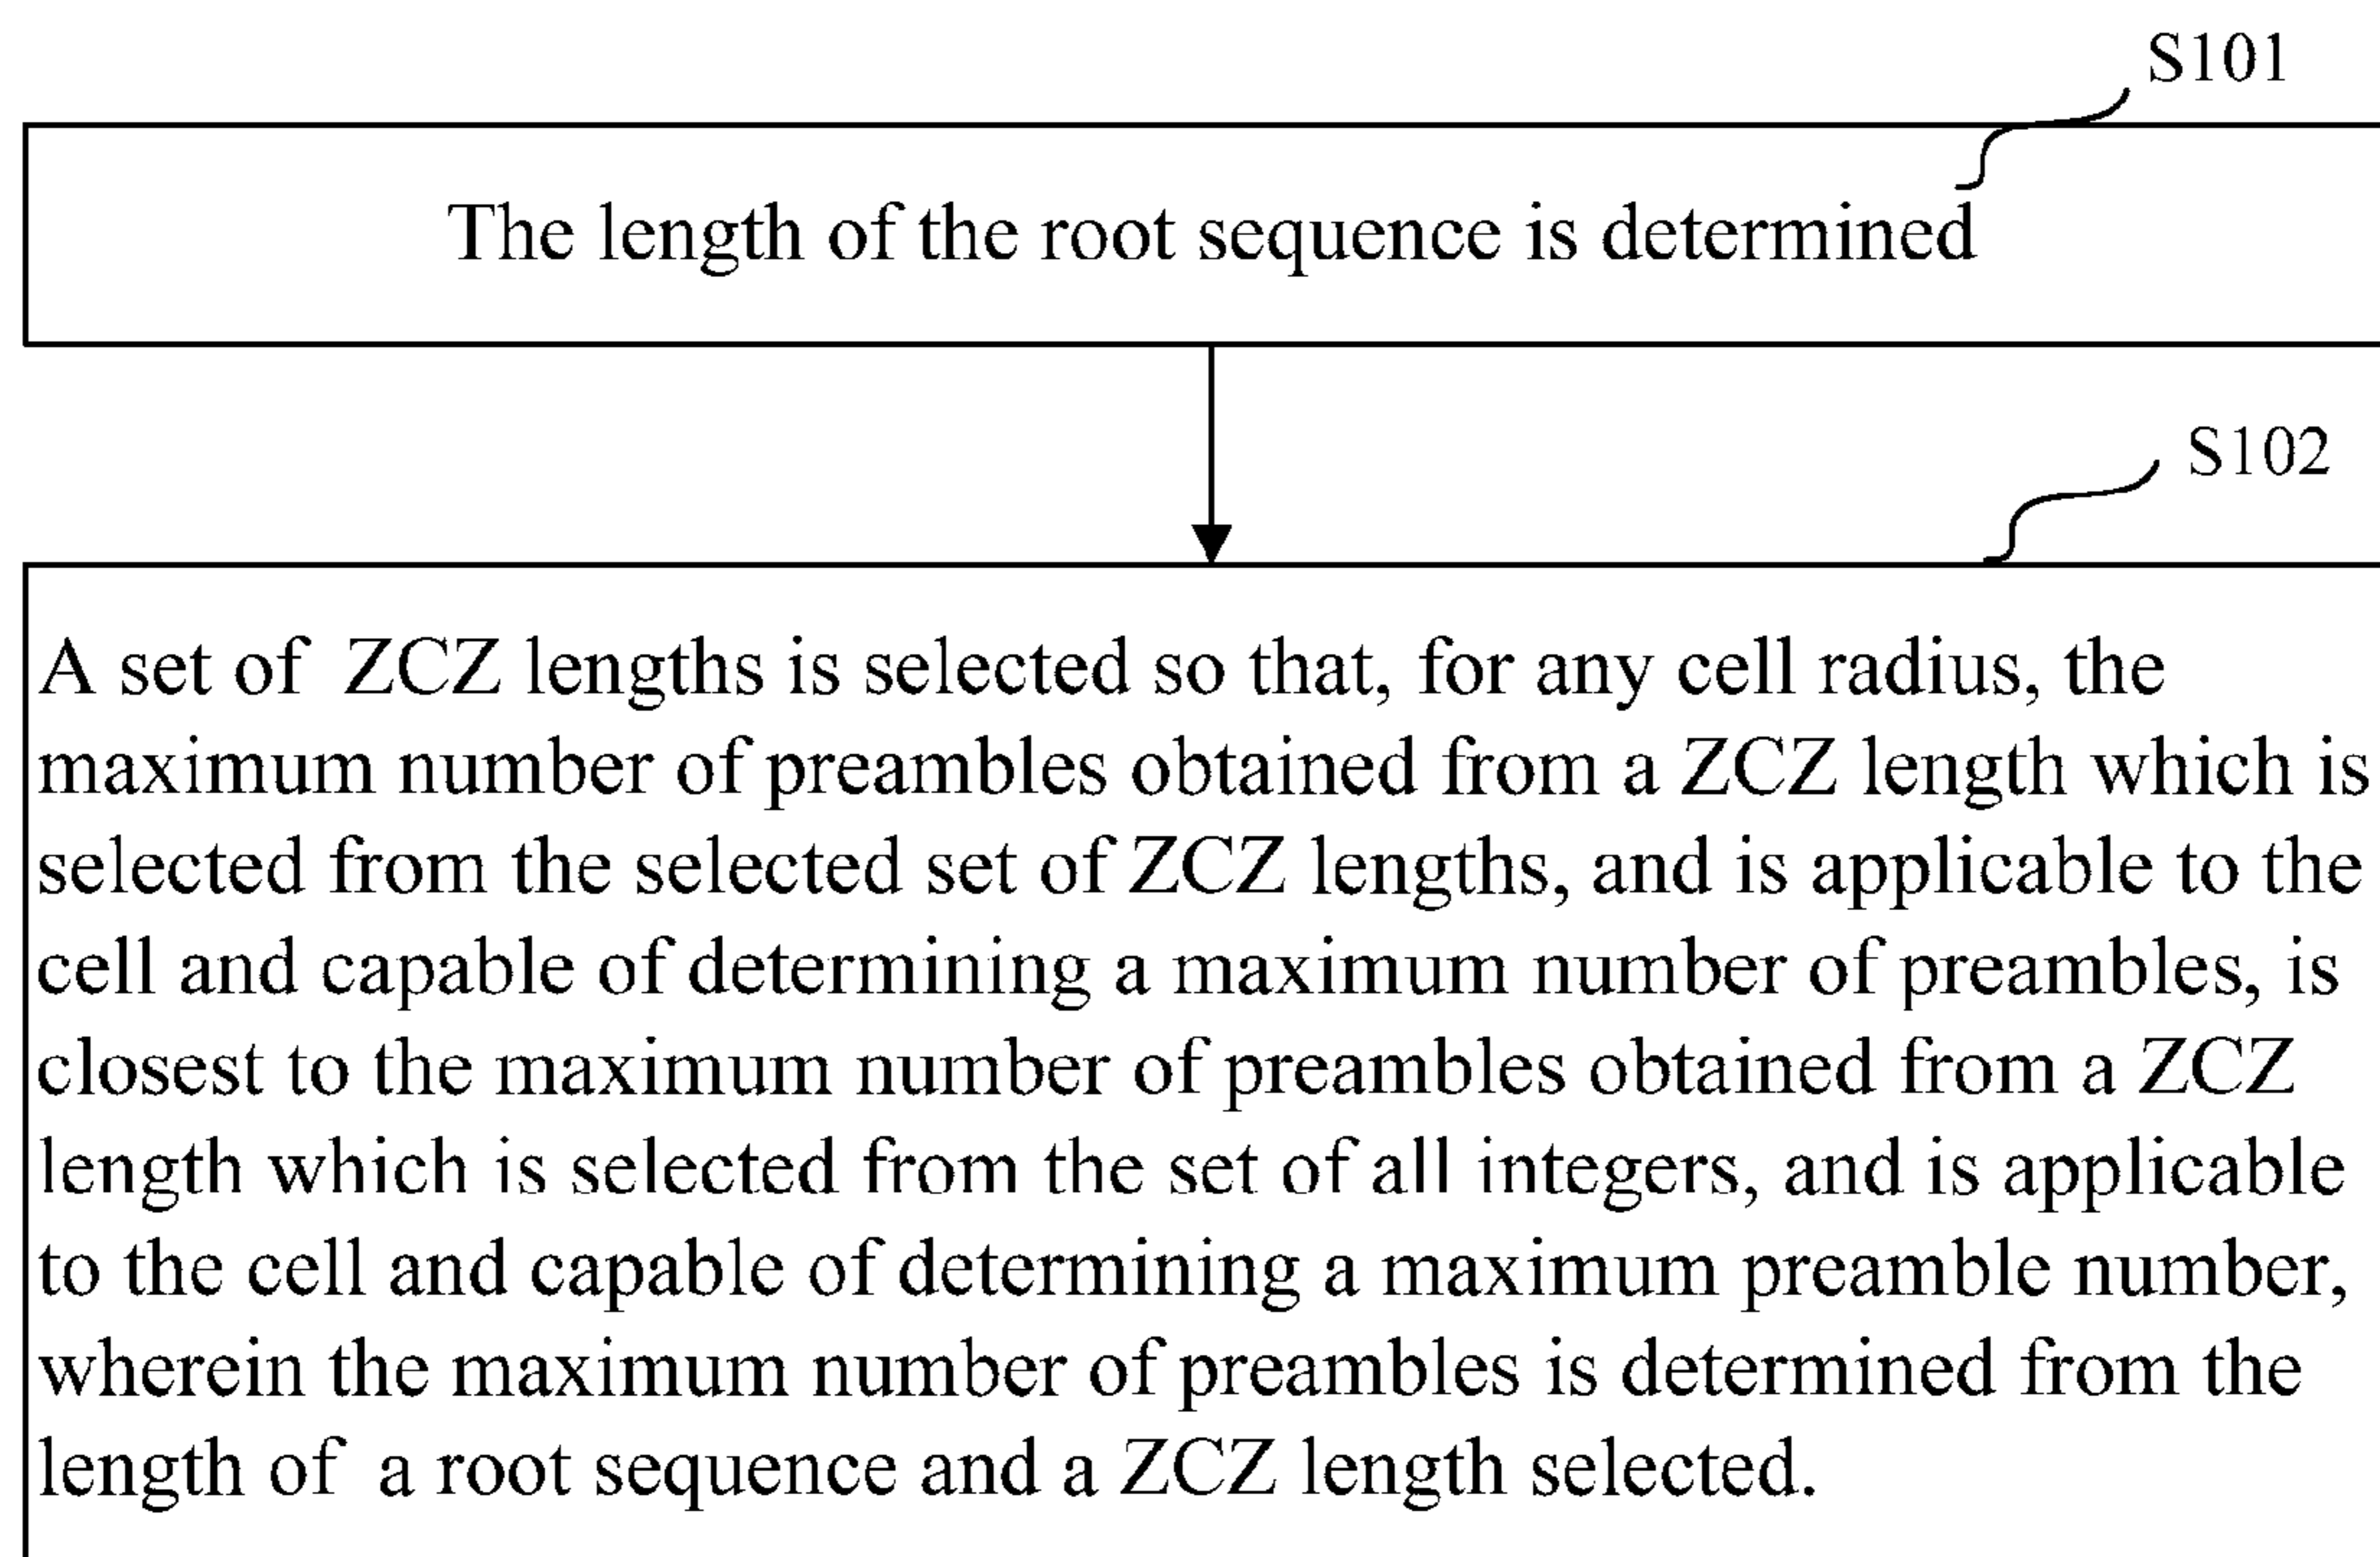 S101
The length of the root sequence is determined
S102
A set of ZCZ lengths is selected so that, for any cell radius, the
maximum number of preambles obtained from a ZCZ length which is
selected from the selected set of ZCZ lengths, and is applicable to the
cell and capable of determining a maximum number of preambles, is
closest to the maximum number of preambles obtained from a ZCZ
length which is selected from the set of all integers, and is applicable
to the cell and capable of determining a maximum preamble number,
wherein the maximum number of preambles is determined from the
length of a root sequence and a ZCZ length selected.